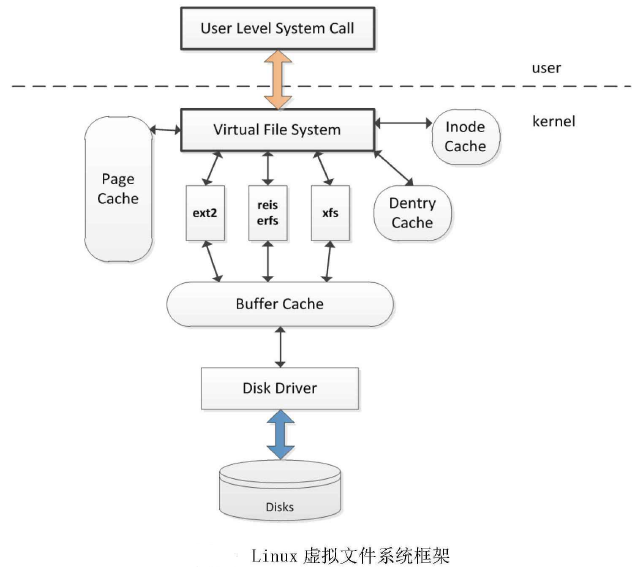 User Level System Call
user
Virtual File System
kernel
Inode
Cache
Page
Cache
ext2
reis
erfs
xfs
Dentry
Cache
Buffer Cache
Disk Driver
Disks
Linux 虚拟文件系统框架